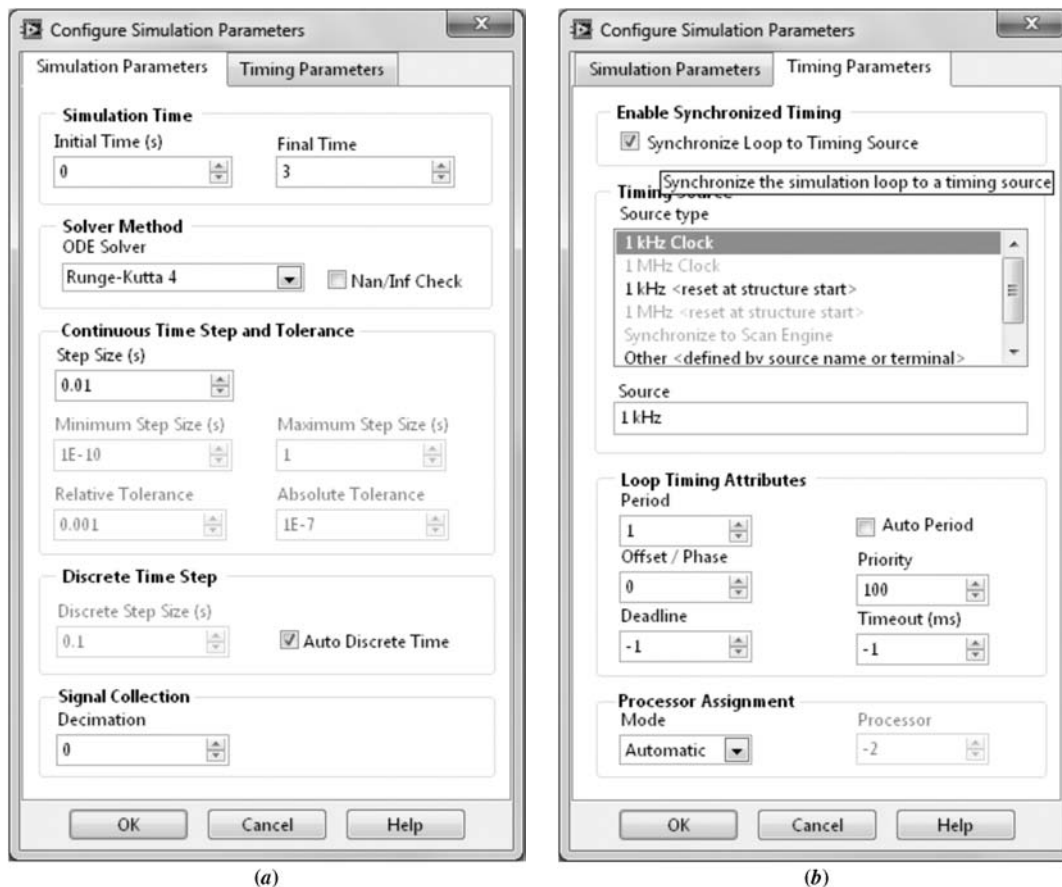 Configure Simulation Parameters
Simulation Parameters Timing Parameters
Simulation Time
Initial Time (s) Final Time
0 3
Solver Method
ODE Solver
Runge-Kutta 4 Nan/Inf Check
Continuous Time Step and Tolerance
Step Size (s)
0.01
Minimum Step Size (s) Maximum Step Size (s)
1E-10 1
Relative Tolerance Absolute Tolerance
0.001 1E-7
Discrete Time Step
Discrete Step Size (s)
0.1 Auto Discrete Time
Signal Collection
Decimation
0
OK Cancel Help
(a)
Configure Simulation Parameters
Simulation Parameters Timing Parameters
Enable Synchronized Timing
Synchronize Loop to Timing Source
Synchronize the simulation loop to a timing source
Timing Source
Source type
1 kHz Clock
1 MHz Clock
1 kHz <reset at structure start>
1 MHz <reset at structure start>
Synchronize to Scan Engine
Other <defined by source name or terminal>
Source
1 kHz
Loop Timing Attributes
Period
1 Auto Period
Offset / Phase Priority
0 100
Deadline Timeout (ms)
-1 -1
Processor Assignment
Mode Processor
Automatic -2
OK Cancel Help
(b)